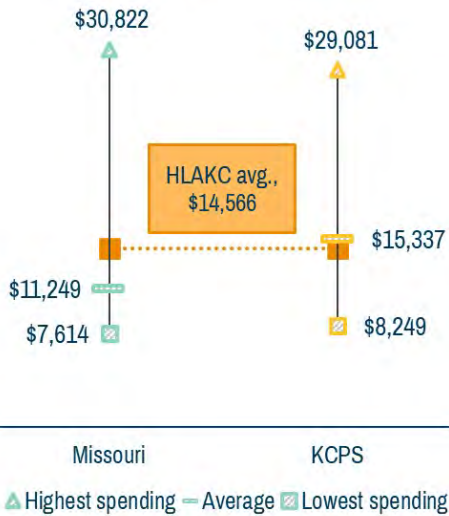 $30,822
$29,081
HLAKC avg.,
$14,566
$15,337
$11,249
$7,614
$8,249
Missouri KCPS
Highest spending Average Lowest spending